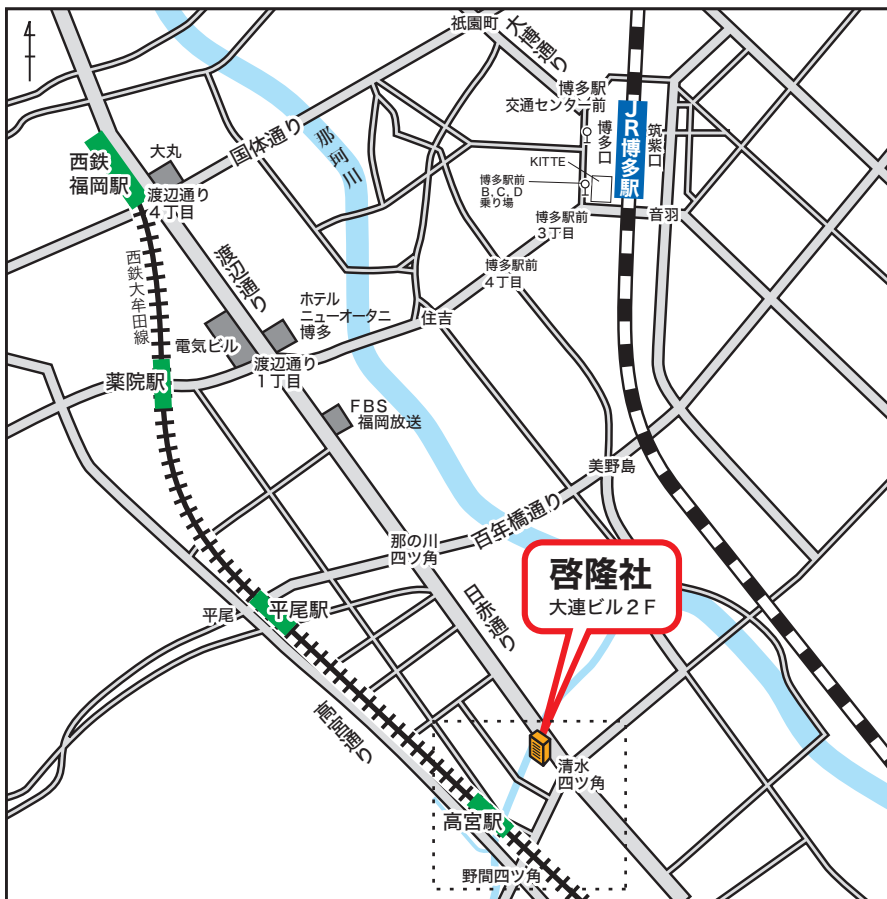 祇園町
大博通り
博多駅
交通センター前
JR博多駅
博多口
筑紫口
国体通り
那珂川
大丸
西鉄
福岡駅
KITTE
博多駅前
B，C，D
乗り場
渡辺通り
4丁目
博多駅前
3丁目
音羽
西鉄大牟田線
渡辺通り
博多駅前
4丁目
ホテル
ニューオータニ
博多
住吉
電気ビル
渡辺通り
1丁目
薬院駅
FBS
福岡放送
美野島
百年橋通り
那の川
四ツ角
啓隆社
大連ビル2F
日赤通り
平尾
平尾駅
高宮通り
清水
四ツ角
高宮駅
野間四ツ角